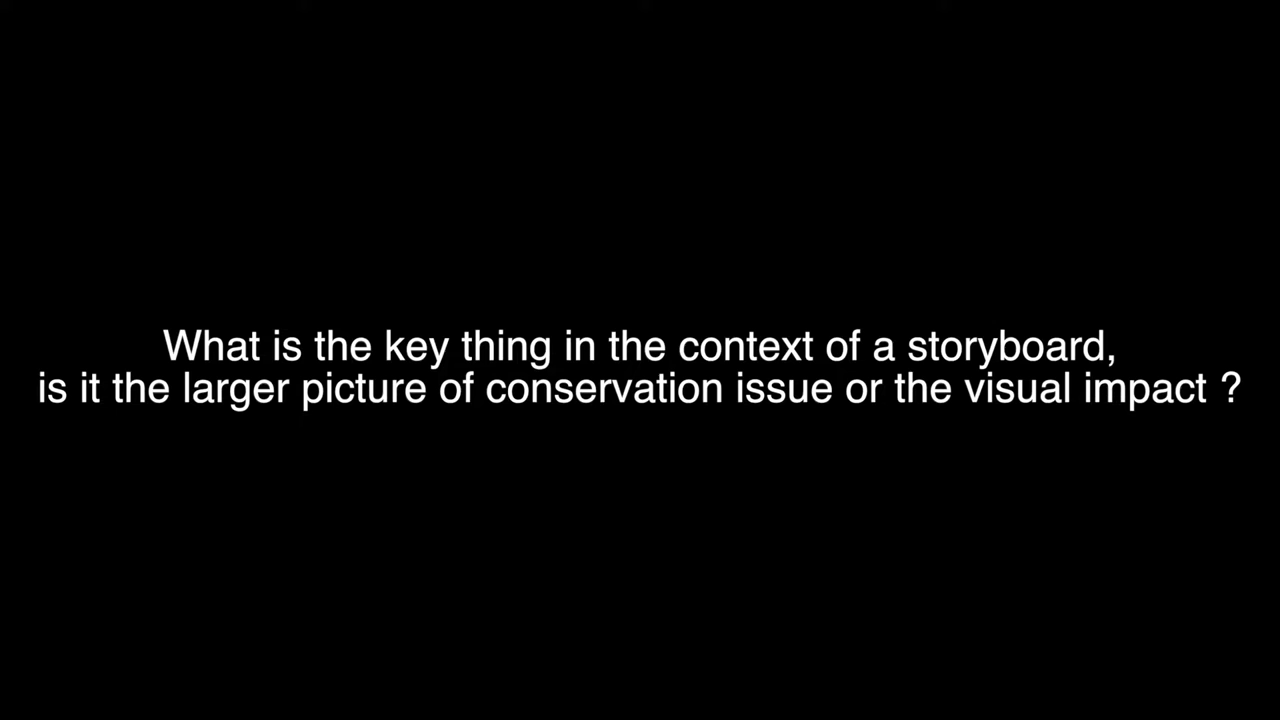 What is the key thing in the context of a storyboard,
is it the larger picture of conservation issue or the visual impact ?